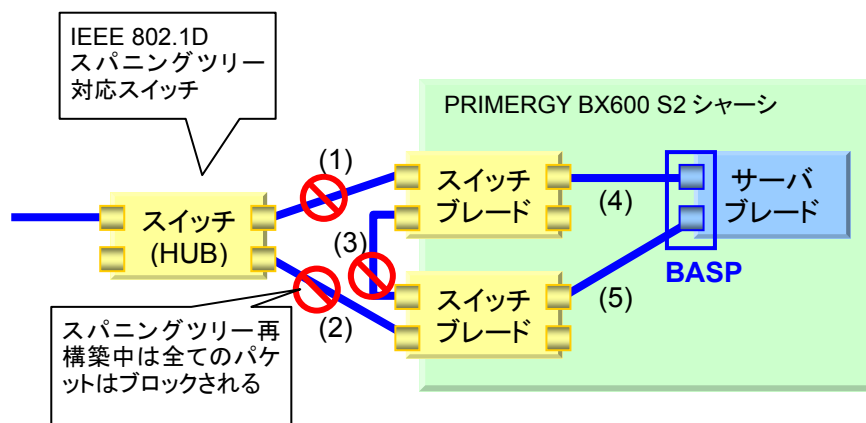 IEEE 802.1D
スパニングツリー
対応スイッチ
PRIMERGY BX600 S2 シャーシ
(1)
スイッチ
(HUB)
スイッチ
ブレード
(4)
サーバ
ブレード
(3)
BASP
(2)
スイッチ
ブレード
(5)
スパニングツリー再
構築中は全てのパケ
ットはブロックされる